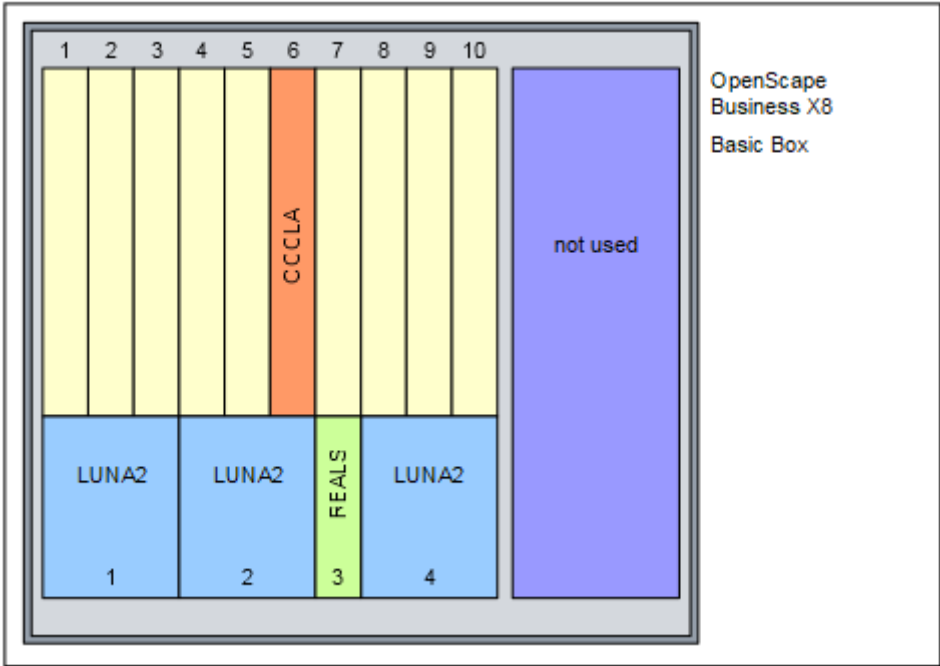 1 2 3 4 5 6 7 8 9 10
OpenScape
Business X8
Basic Box
CCCLA
not used
LUNA2 LUNA2 REALS LUNA2
1 2 3 4